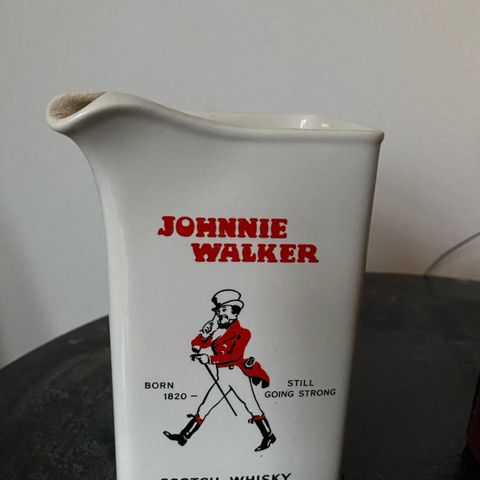 JOHNNIE
WALKER
BORN
1820 –
STILL
GOING STRONG
SCOTCH WHISKY